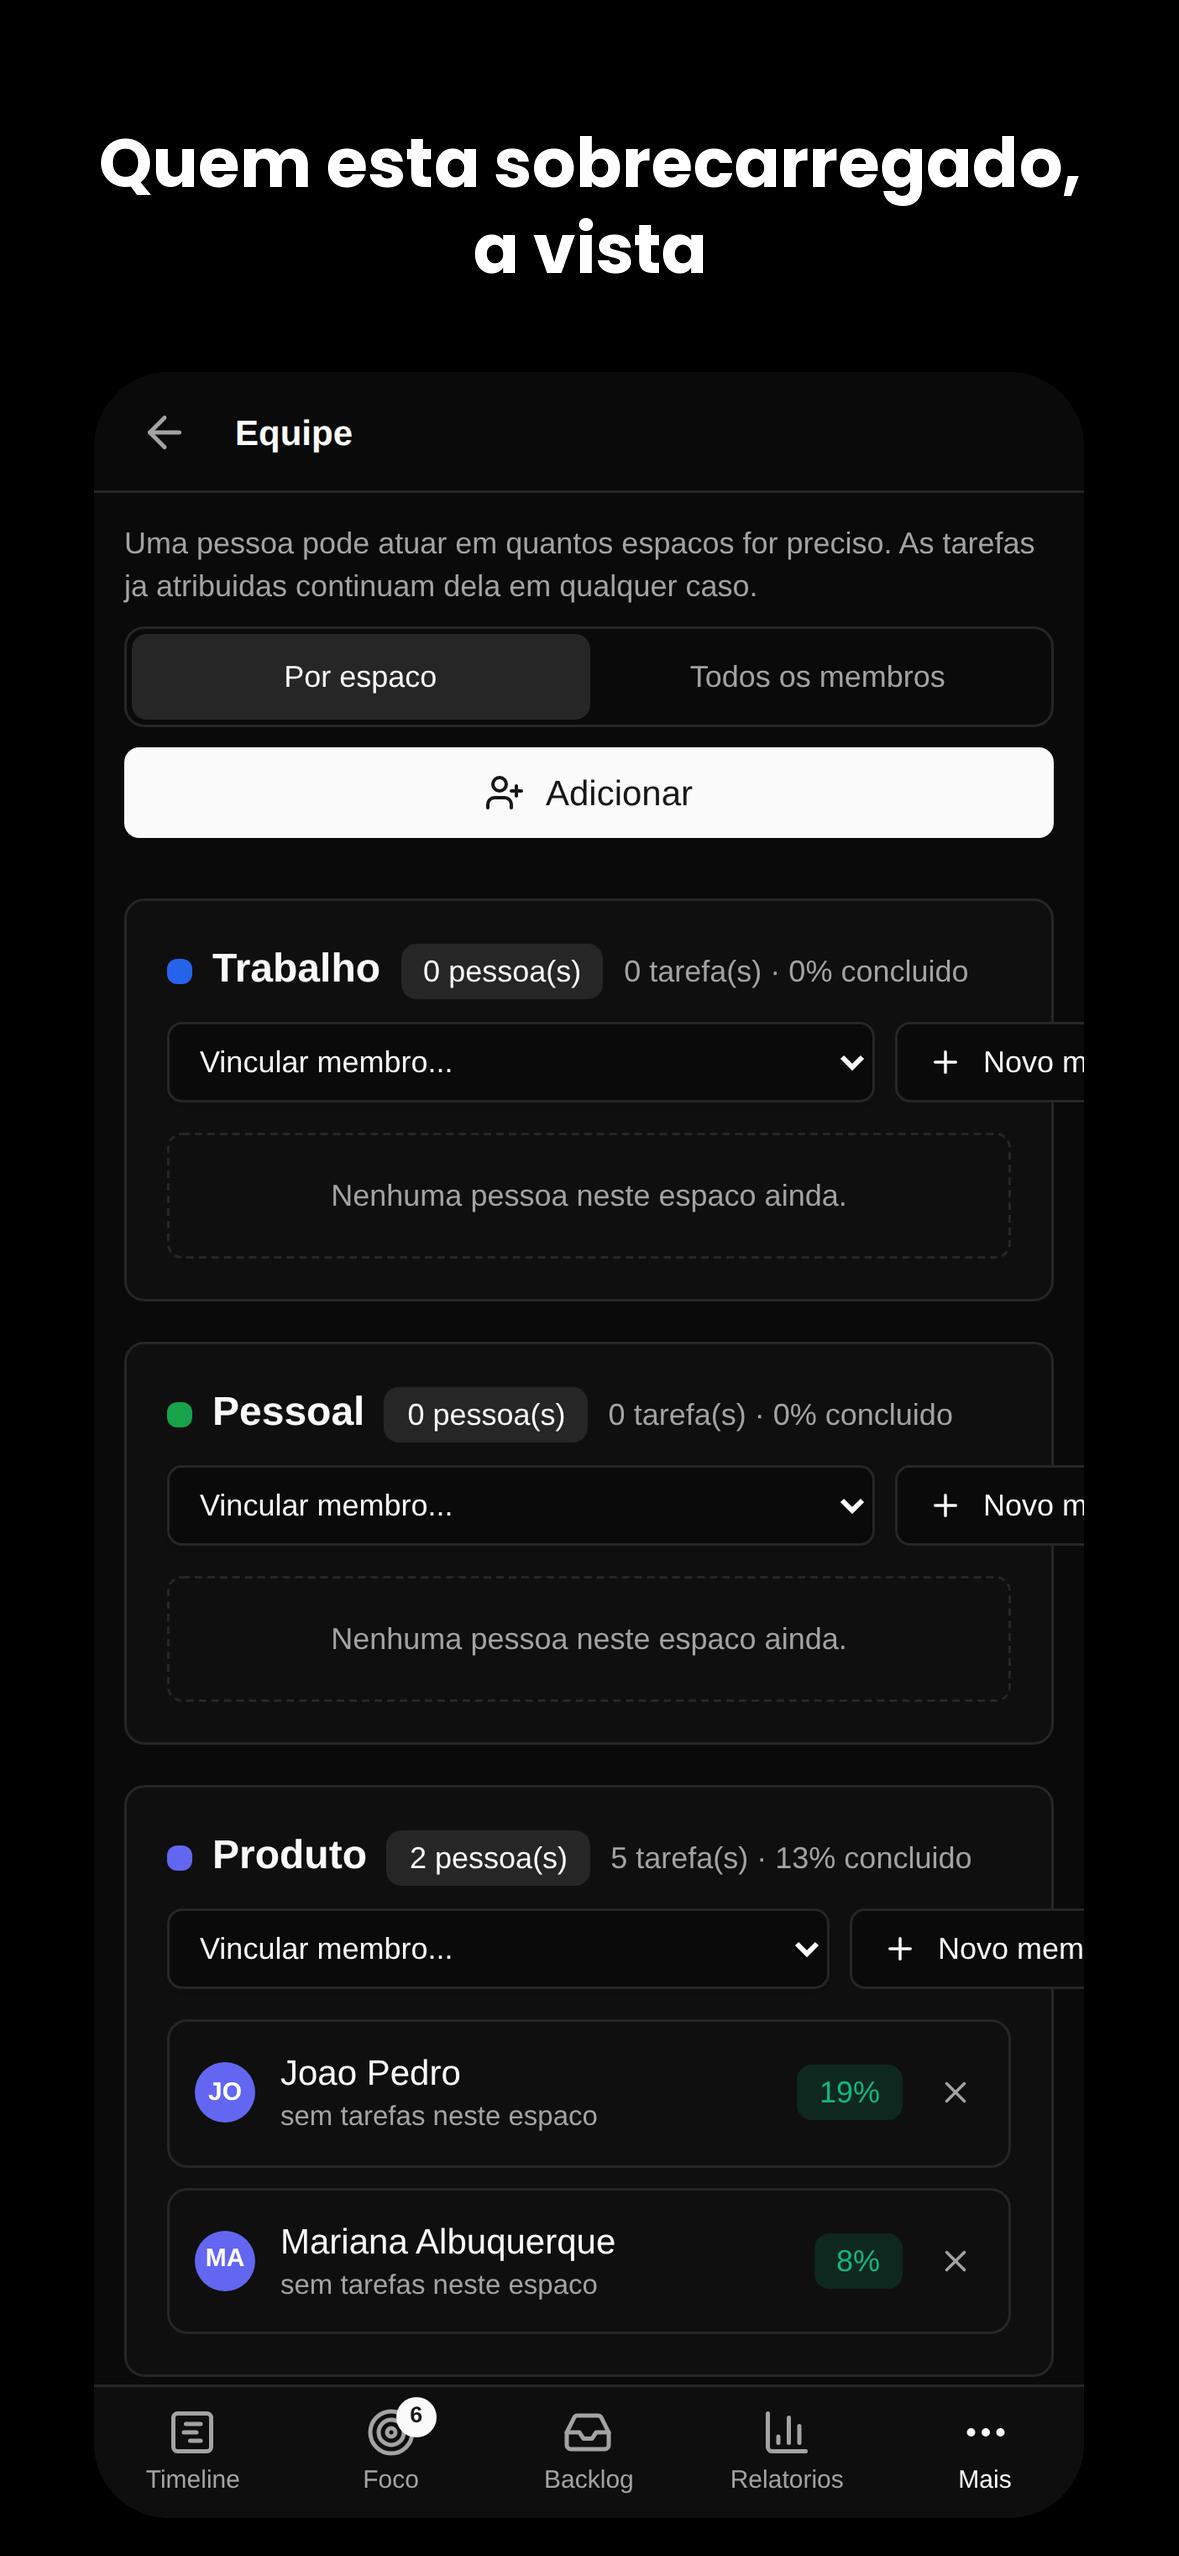 Quem esta sobrecarregado,
a vista
Equipe
Uma pessoa pode atuar em quantos espacos for preciso. As tarefas
ja atribuidas continuam dela em qualquer caso.
Por espaco
Todos os membros
Adicionar
Trabalho 0 pessoa(s) 0 tarefa(s) · 0% concluido
Vincular membro...
Novo m
Nenhuma pessoa neste espaco ainda.
Pessoal 0 pessoa(s) 0 tarefa(s) · 0% concluido
Vincular membro...
Novo m
Nenhuma pessoa neste espaco ainda.
Produto 2 pessoa(s) 5 tarefa(s) · 13% concluido
Vincular membro...
Novo mem
JO
Joao Pedro
sem tarefas neste espaco
19%
MA
Mariana Albuquerque
sem tarefas neste espaco
8%
Timeline
6
Foco
Backlog
Relatorios
Mais